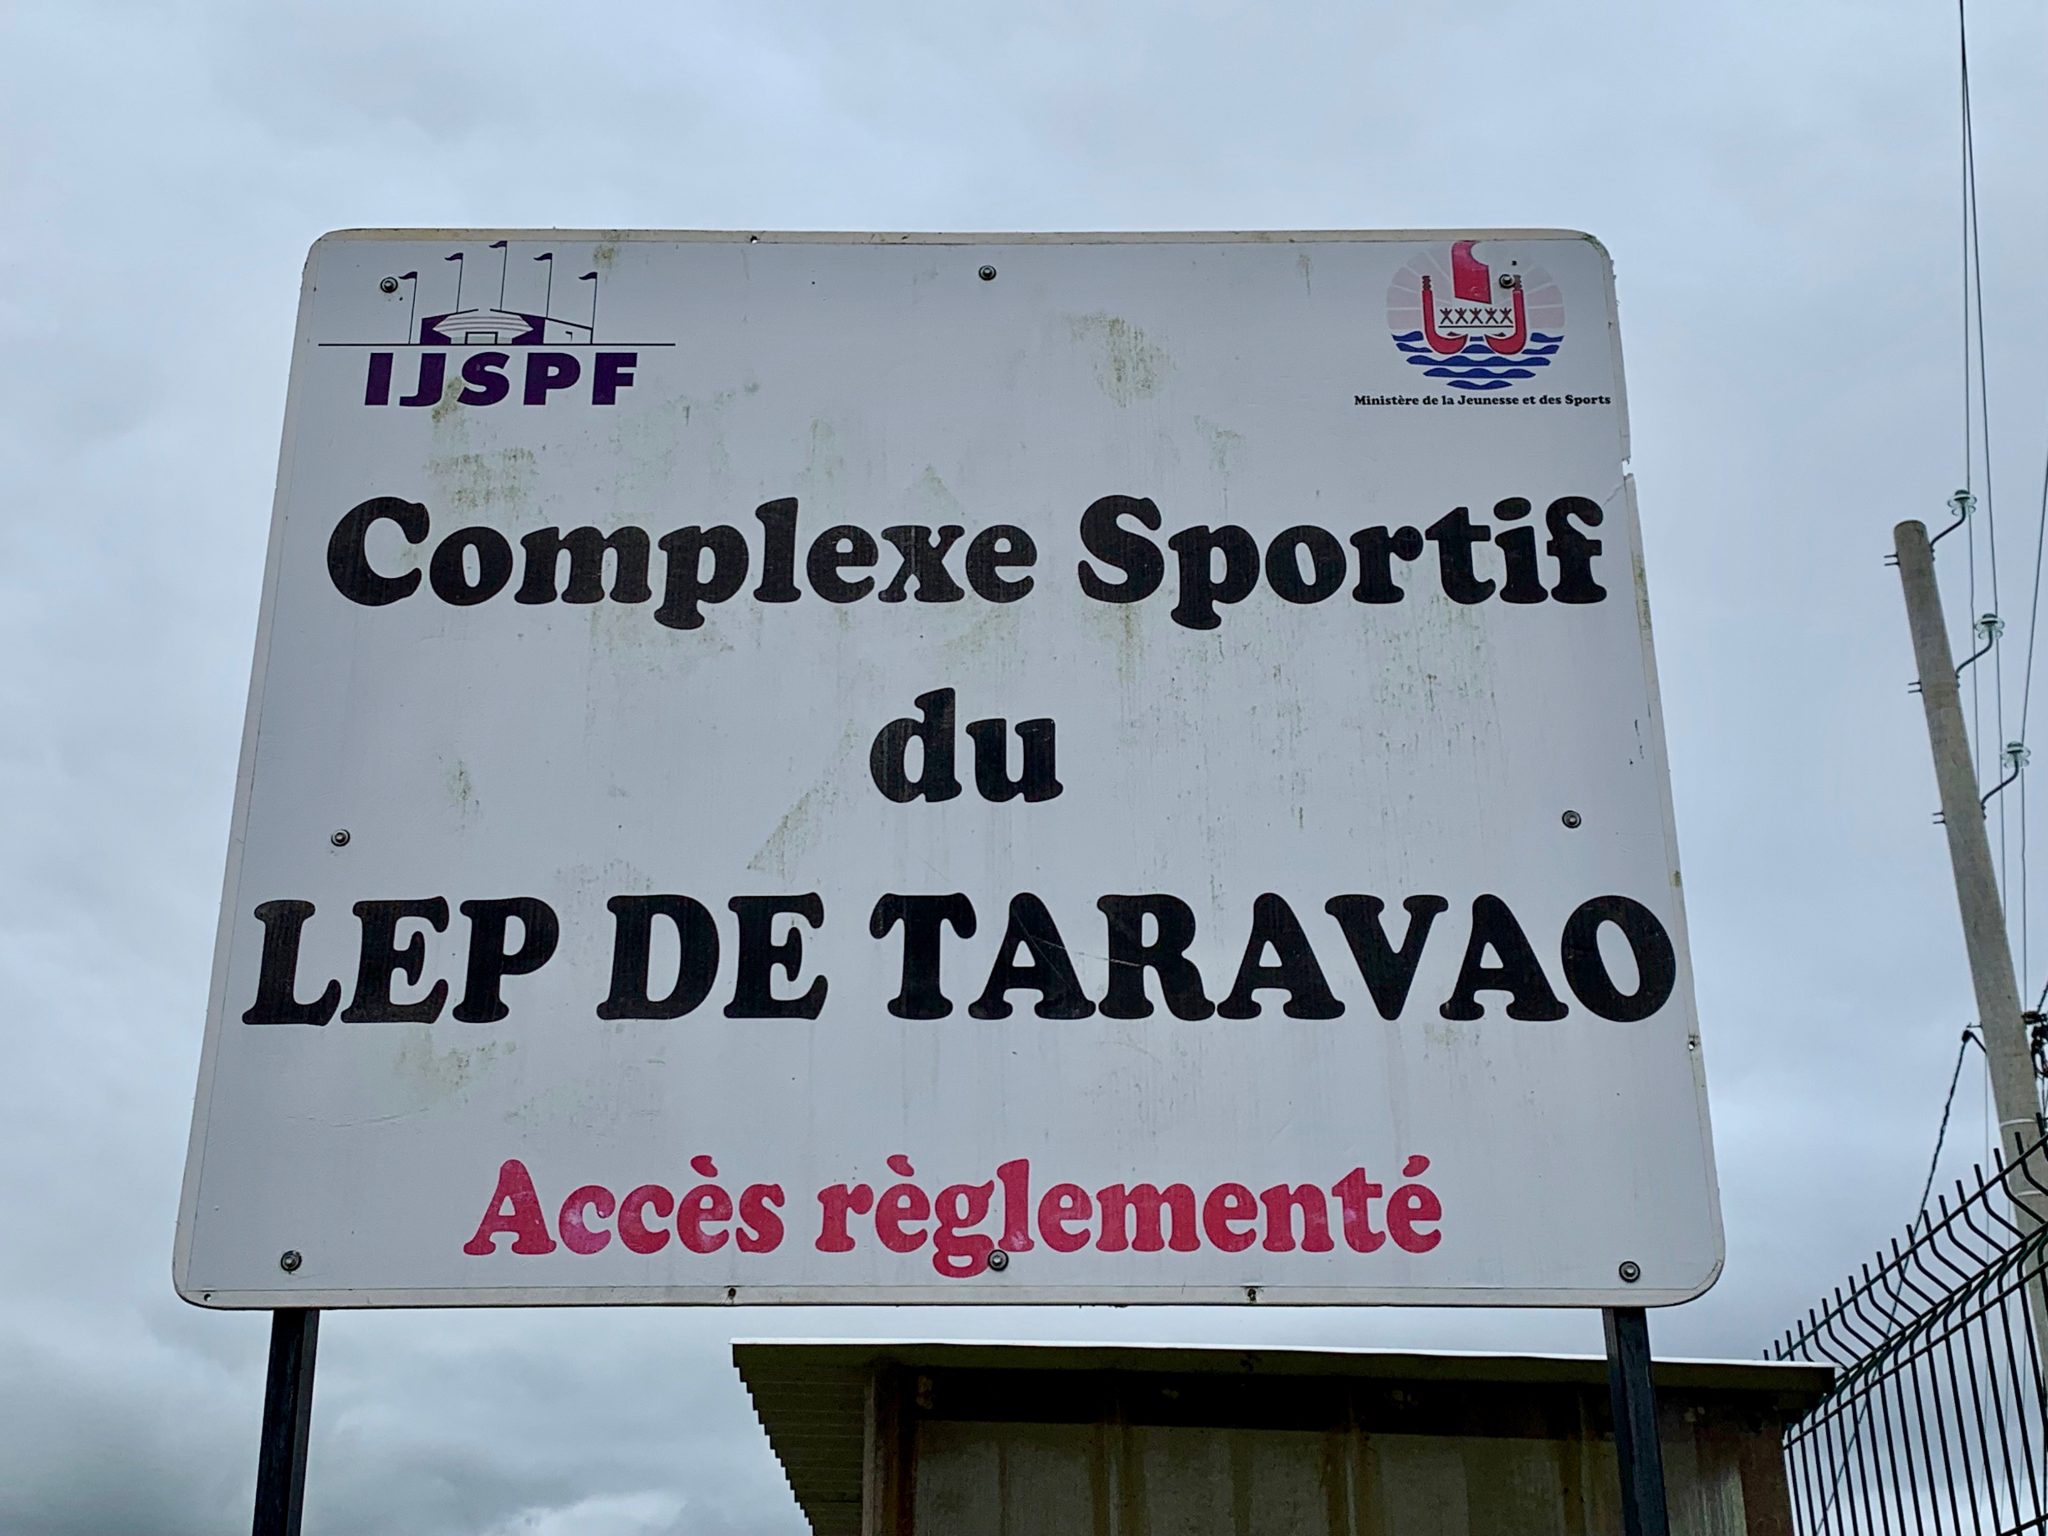 IJSPF
Ministère de la Jeunesse et des Sports
Complexe Sportif
du
LEP DE TARAVAO
Accès règlementé